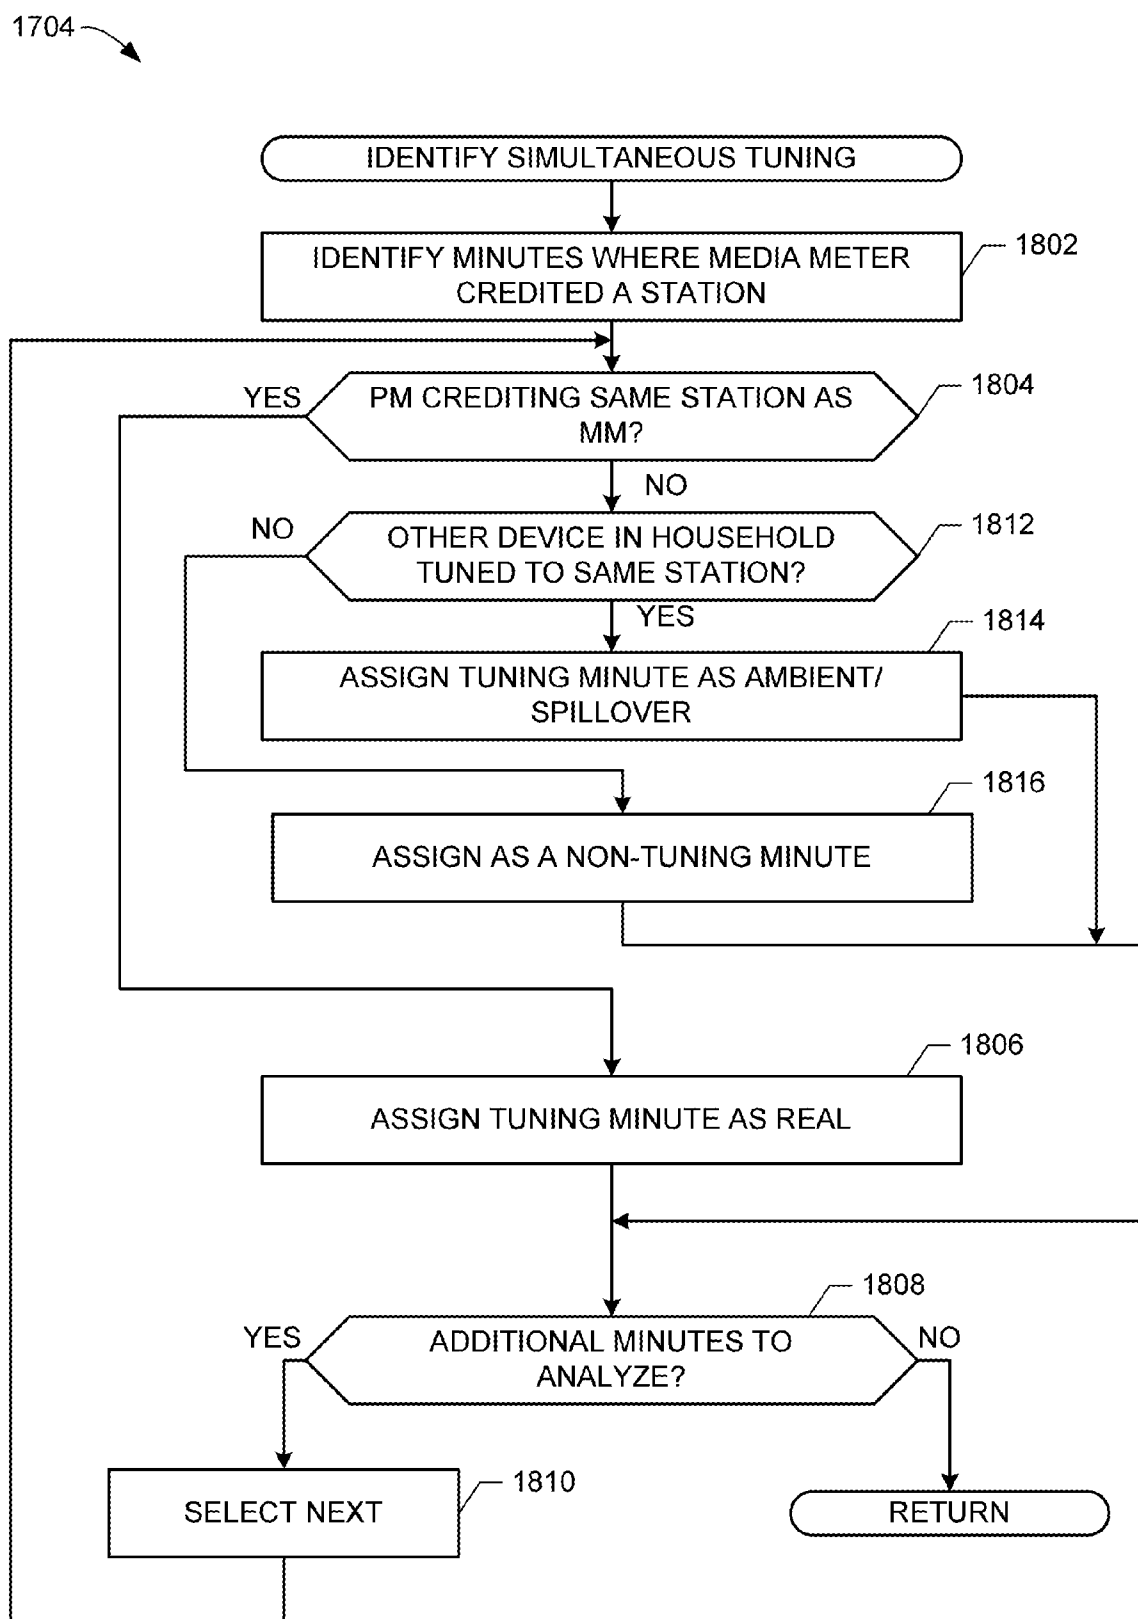 1704
IDENTIFY SIMULTANEOUS TUNING
1802
IDENTIFY MINUTES WHERE MEDIA METER
CREDITED A STATION
YES
PM CREDITING SAME STATION AS
MM?
1804
NO
NO
OTHER DEVICE IN HOUSEHOLD
TUNED TO SAME STATION?
1812
YES
1814
ASSIGN TUNING MINUTE AS AMBIENT/
SPILLOVER
1816
ASSIGN AS A NON-TUNING MINUTE
1806
ASSIGN TUNING MINUTE AS REAL
1808
YES
ADDITIONAL MINUTES TO
ANALYZE?
NO
1810
SELECT NEXT
RETURN